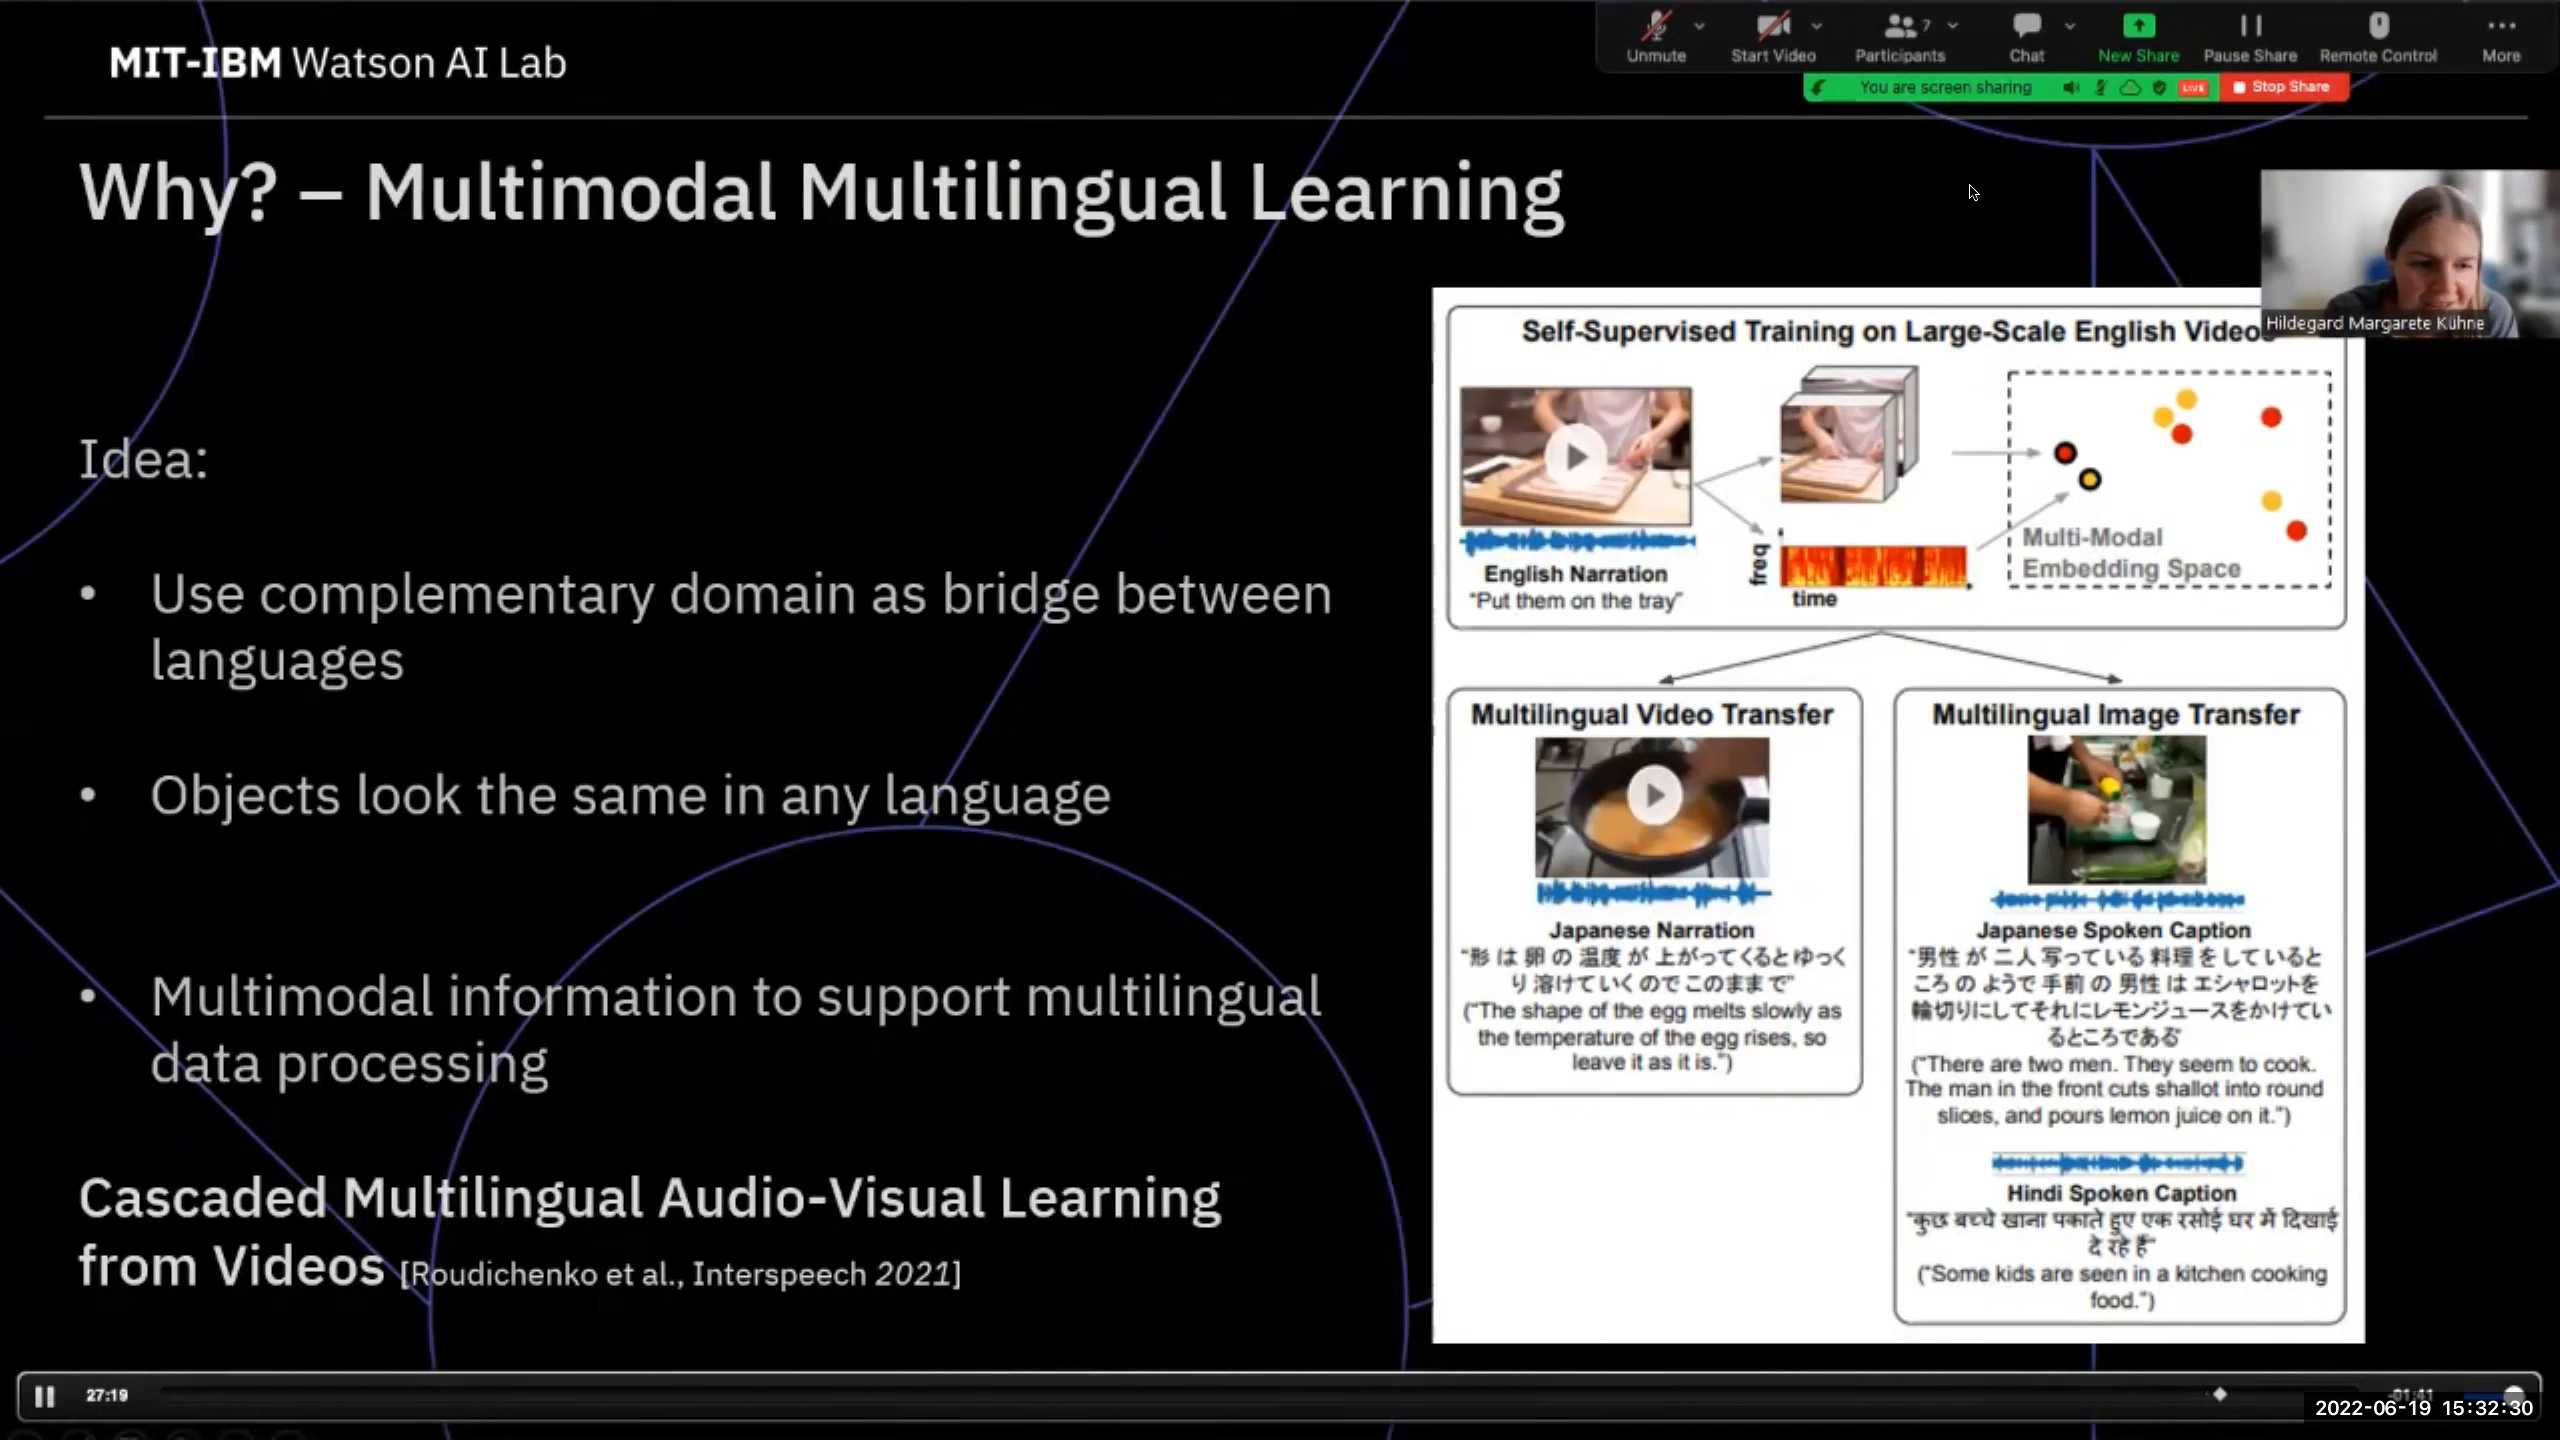 MIT-IBM Watson AI Lab
Unmute
Start Video
7
Participants
Chat
New Share
Pause Share
Remote Control
More
You are screen sharing
LIVE
Stop Share
Why? – Multimodal Multilingual Learning
Hildegard Margarete Kühne
Idea:
• Use complementary domain as bridge between
languages
• Objects look the same in any language
• Multimodal information to support multilingual
data processing
Cascaded Multilingual Audio-Visual Learning
from Videos [Roudichenko et al., Interspeech 2021]
Self-Supervised Training on Large-Scale English Videos
English Narration
"Put them on the tray"
freq
time
Multi-Modal
Embedding Space
Multilingual Video Transfer
Japanese Narration
"形 は 卵 の 温度 が 上がってくるとゆっく
り 溶けて いく の で このまま で"
("The shape of the egg melts slowly as
the temperature of the egg rises, so
leave it as it is.")
Multilingual Image Transfer
Japanese Spoken Caption
"男性 が 二人 写っている 料理 を しているとこ
ろ の ようで 手前 の 男性 は エシャロットを
輪切りにしてそれにレモンジュースをかけてい
るところである"
("There are two men. They seem to cook.
The man in the front cuts shallot into round
slices, and pours lemon juice on it.")
Hindi Spoken Caption
"कुछ बच्चे खाना पकाते हुए एक रसोई घर में दिखाई
दे रहे हैं"
("Some kids are seen in a kitchen cooking
food.")
27:19
-01:41
2022-06-19 15:32:30